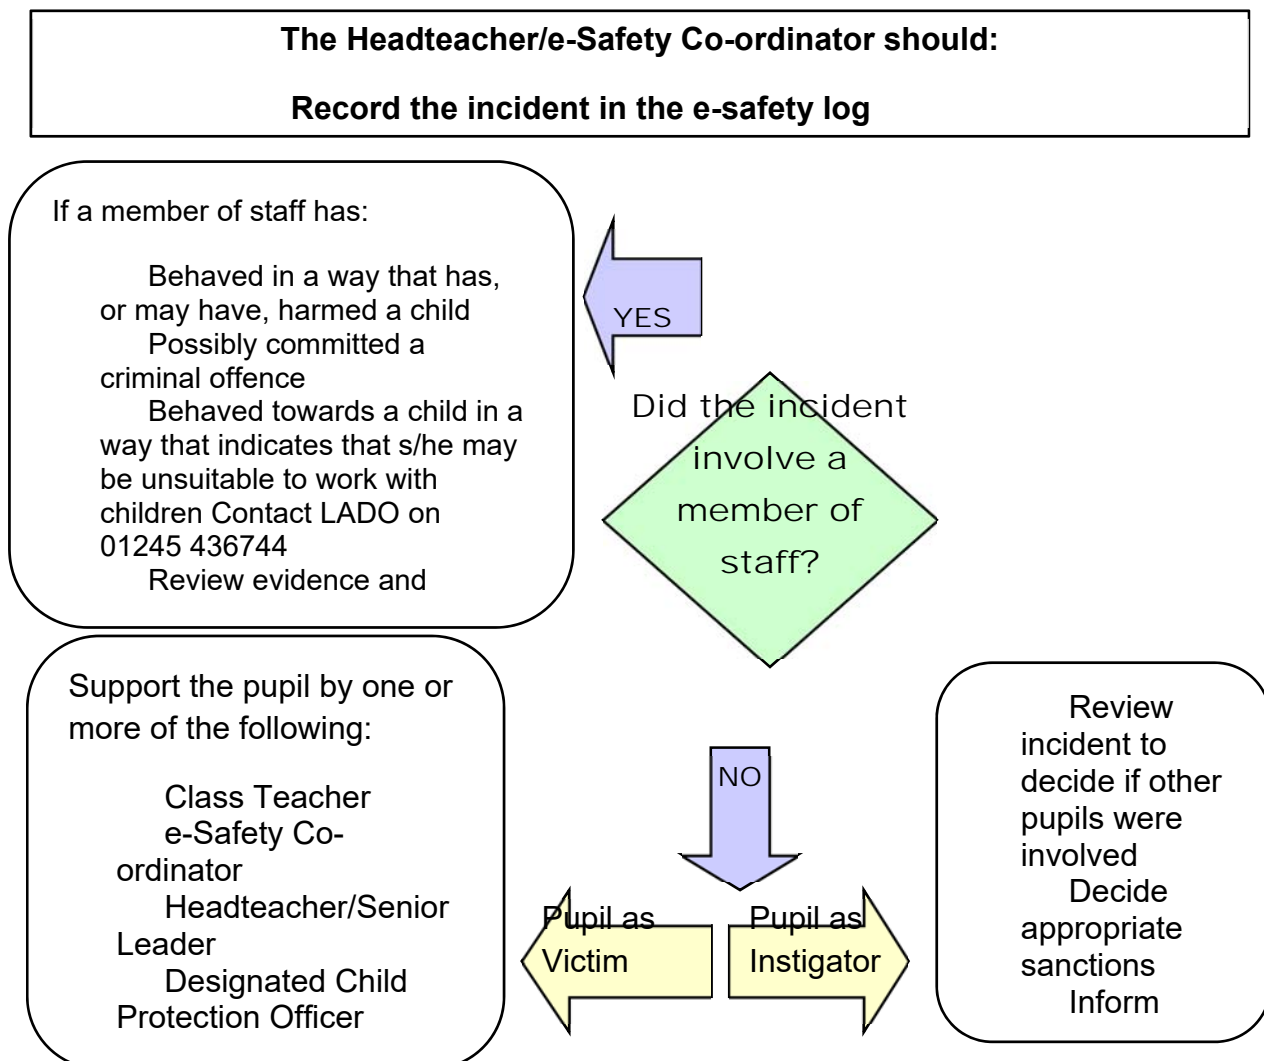 The Headteacher/e-Safety Co-ordinator should:
Record the incident in the e-safety log
If a member of staff has:
Behaved in a way that has,
or may have, harmed a child
Possibly committed a
criminal offence
Behaved towards a child in a
way that indicates that s/he may
be unsuitable to work with
children Contact LADO on
01245 436744
Review evidence and
YES
Did the incident
involve a
member of
staff?
NO
Support the pupil by one or
more of the following:
Class Teacher
e-Safety Co-
ordinator
Headteacher/Senior
Leader
Designated Child
Protection Officer
Pupil as
Victim
Pupil as
Instigator
Review
incident to
decide if other
pupils were
involved
Decide
appropriate
sanctions
Inform